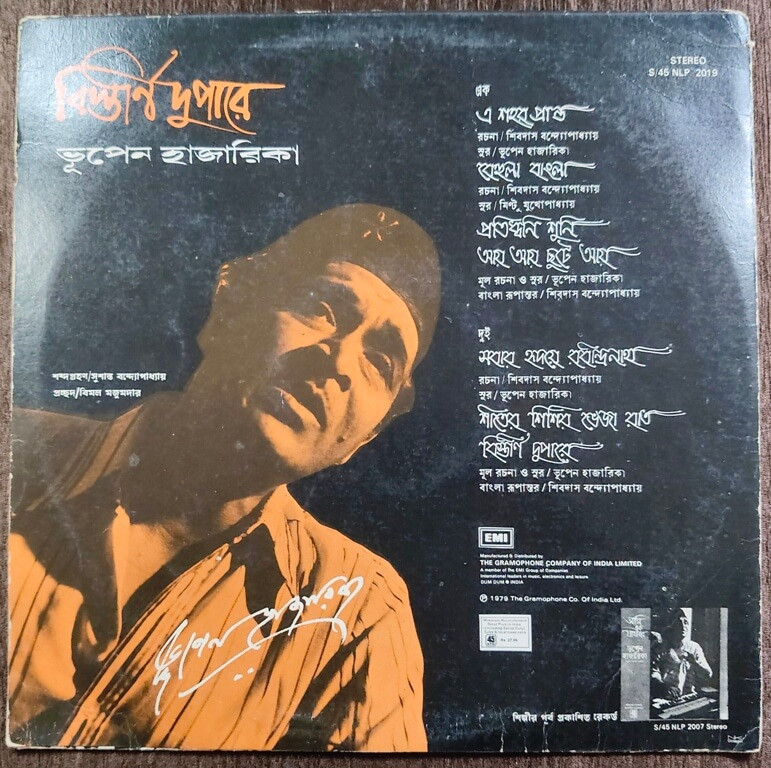 বিস্তীর্ণ দুপারে
ভূপেন হাজারিকা
STEREO
S/45 NLP 2019
এক
এ শহর প্রান্ত
রচনা / শিবদাস বন্দ্যোপাধ্যায়
সুর / ভূপেন হাজারিকা
বেহুলা বাংলা
রচনা / শিবদাস বন্দ্যোপাধ্যায়
সুর / মিন্টু মুখোপাধ্যায়
প্রতিধ্বনি শুনি
আয় আয় ছুটে আয়
মূল রচনা ও সুর / ভূপেন হাজারিকা
বাংলা রূপান্তর / শিবদাস বন্দ্যোপাধ্যায়
দুই
সবার হৃদয়ে রবীন্দ্রনাথ
রচনা / শিবদাস বন্দ্যোপাধ্যায়
সুর / ভূপেন হাজারিকা
শীতের শিশির ভেজা রাত
বিস্তীর্ণ দুপারে
মূল রচনা ও সুর / ভূপেন হাজারিকা
বাংলা রূপান্তর / শিবদাস বন্দ্যোপাধ্যায়
শব্দগ্রহণ/সুশান্ত বন্দ্যোপাধ্যায়
প্রচ্ছদ/বিমল মজুমদার
ভূপেন হাজারিকা
EMI
Manufactured & Distributed by
THE GRAMOPHONE COMPANY OF INDIA LIMITED
A member of The EMI Group of Companies
International leaders in music, electronics and leisure
DUM DUM INDIA
℗ 1979 The Gramophone Co. Of India Ltd.
45
ভূপেন
হাজারিকা
শিল্পীর পূর্ব প্রকাশিত রেকর্ড
S/45 NLP 2007 Stereo